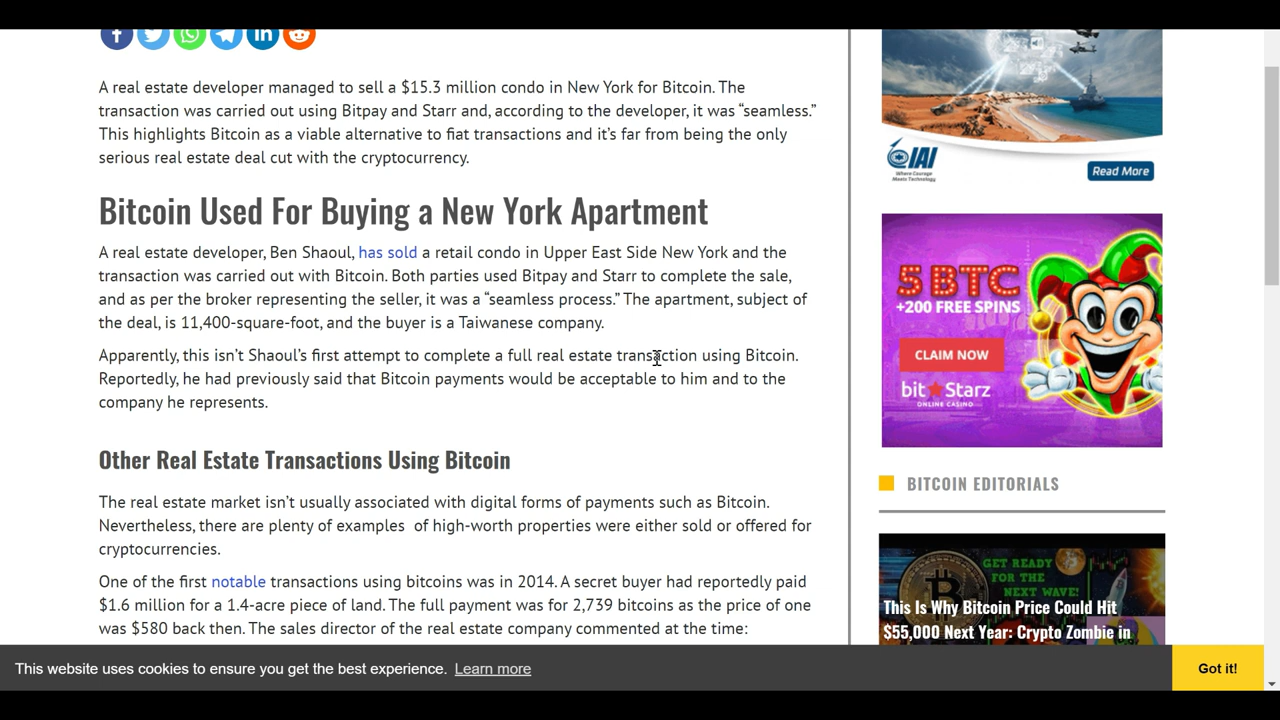 A real estate developer managed to sell a $15.3 million condo in New York for Bitcoin. The
transaction was carried out using Bitpay and Starr and, according to the developer, it was “seamless.”
This highlights Bitcoin as a viable alternative to fiat transactions and it’s far from being the only
serious real estate deal cut with the cryptocurrency.
Bitcoin Used For Buying a New York Apartment
A real estate developer, Ben Shaoul, has sold a retail condo in Upper East Side New York and the
transaction was carried out with Bitcoin. Both parties used Bitpay and Starr to complete the sale,
and as per the broker representing the seller, it was a “seamless process.” The apartment, subject of
the deal, is 11,400-square-foot, and the buyer is a Taiwanese company.
Apparently, this isn’t Shaoul’s first attempt to complete a full real estate transaction using Bitcoin.
Reportedly, he had previously said that Bitcoin payments would be acceptable to him and to the
company he represents.
Other Real Estate Transactions Using Bitcoin
The real estate market isn’t usually associated with digital forms of payments such as Bitcoin.
Nevertheless, there are plenty of examples  of high-worth properties were either sold or offered for
cryptocurrencies.
One of the first notable transactions using bitcoins was in 2014. A secret buyer had reportedly paid
$1.6 million for a 1.4-acre piece of land. The full payment was for 2,739 bitcoins as the price of one
was $580 back then. The sales director of the real estate company commented at the time:
IAI
Where Courage
Meets Technology
Read More
5 BTC
+200 FREE SPINS
CLAIM NOW
bitStarz
ONLINE CASINO
BITCOIN EDITORIALS
GET READY
FOR THE
NEXT WAVE!
This Is Why Bitcoin Price Could Hit
$55,000 Next Year: Crypto Zombie in
This website uses cookies to ensure you get the best experience. Learn more
Got it!